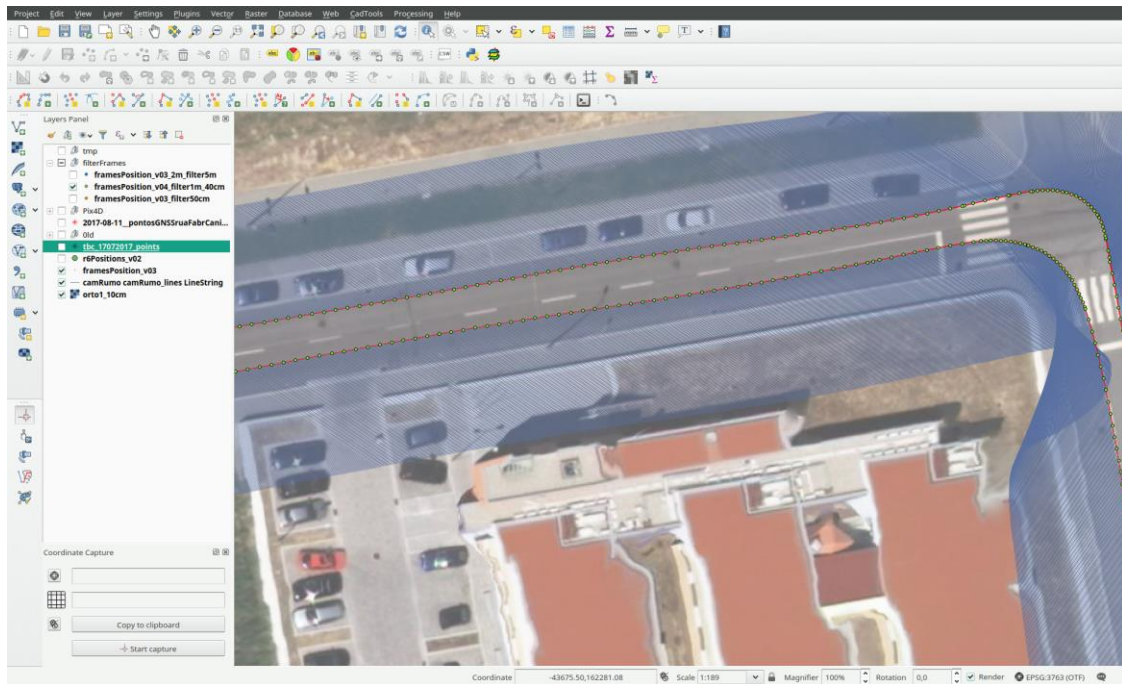 Project Edit View Layer Settings Plugins Vector Raster Database Web CadTools Processing Help
Layers Panel
tmp
filterFrames
framesPosition_v03_2m_filter5m
framesPosition_v04_filter1m_40cm
framesPosition_v03_filter50cm
Pix4D
2017-08-11__pontosGNSSruaFabrCani...
Old
tbc_17072017_points
r6Positions_v02
framesPosition_v03
camRumo camRumo_lines LineString
orto1_10cm
Coordinate Capture
Copy to clipboard
Start capture
Coordinate -43675.50,162281.08 Scale 1:189 Magnifier 100% Rotation 0,0 Render EPSG:3763 (OTF)